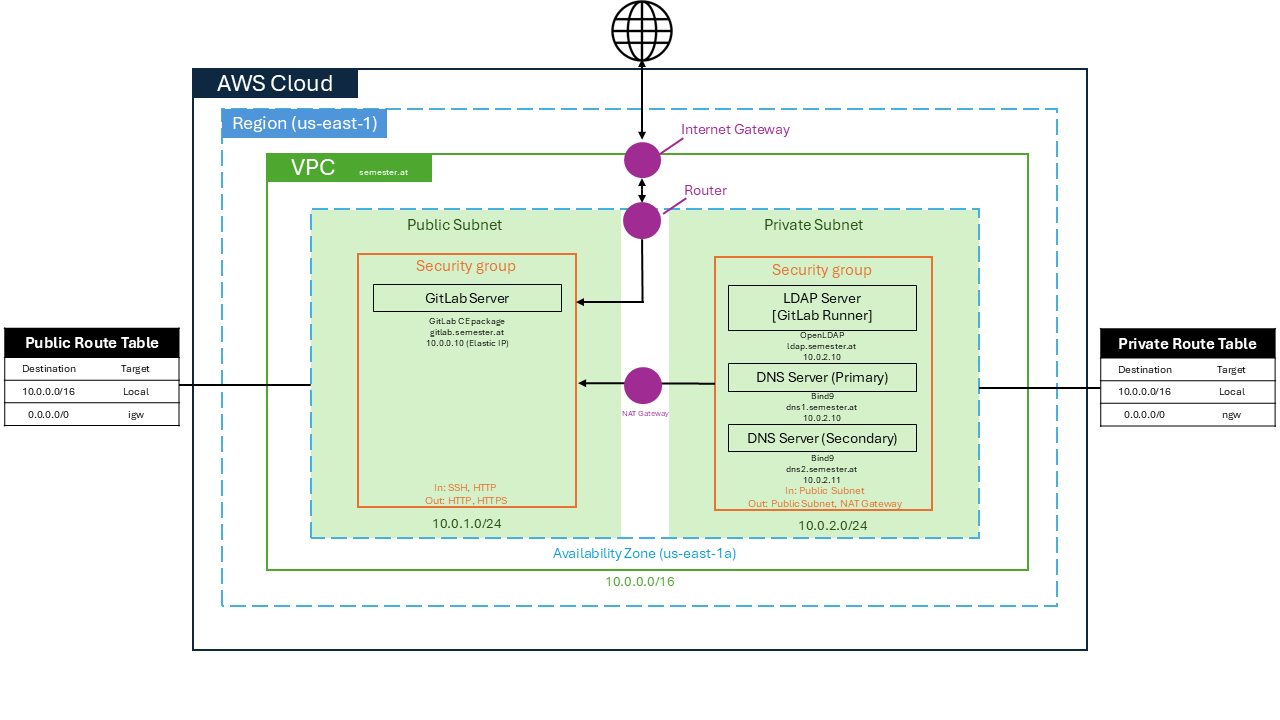 AWS Cloud
Region (us-east-1)
Internet Gateway
VPC semester.at
Router
Public Subnet
Security group
GitLab Server
GitLab CE package
gitlab.semester.at
10.0.0.10 (Elastic IP)
In: SSH, HTTP
Out: HTTP, HTTPS
10.0.1.0/24
NAT Gateway
Private Subnet
Security group
LDAP Server
[GitLab Runner]
OpenLDAP
ldap.semester.at
10.0.2.10
DNS Server (Primary)
Bind9
dns1.semester.at
10.0.2.10
DNS Server (Secondary)
Bind9
dns2.semester.at
10.0.2.11
In: Public Subnet
Out: Public Subnet, NAT Gateway
10.0.2.0/24
Availability Zone (us-east-1a)
10.0.0.0/16
Public Route Table
Destination Target
10.0.0.0/16 Local
0.0.0.0/0 igw
Private Route Table
Destination Target
10.0.0.0/16 Local
0.0.0.0/0 ngw